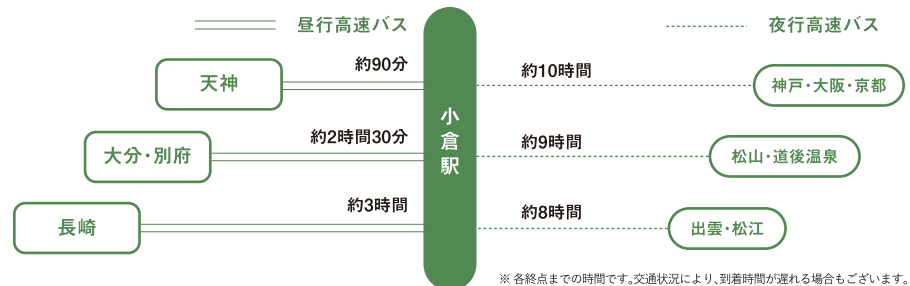 昼行高速バス
夜行高速バス
約90分
天神
約2時間30分
大分・別府
約3時間
長崎
小倉駅
約10時間
神戸・大阪・京都
約9時間
松山・道後温泉
約8時間
出雲・松江
※ 各終点までの時間です。交通状況により、到着時間が遅れる場合もございます。